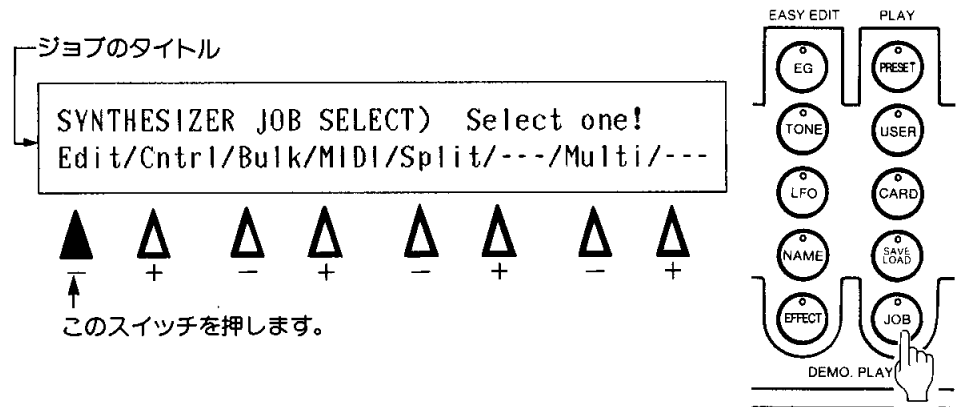 ジョブのタイトル
SYNTHESIZER JOB SELECT) Select one!
Edit/Cntrl/Bulk/MIDI/Split/---/Multi/---
− + − + − + − +
このスイッチを押します。
EASY EDIT PLAY
EG PRESET
TONE USER
LFO CARD
NAME SAVE LOAD
EFFECT JOB
DEMO. PLAY